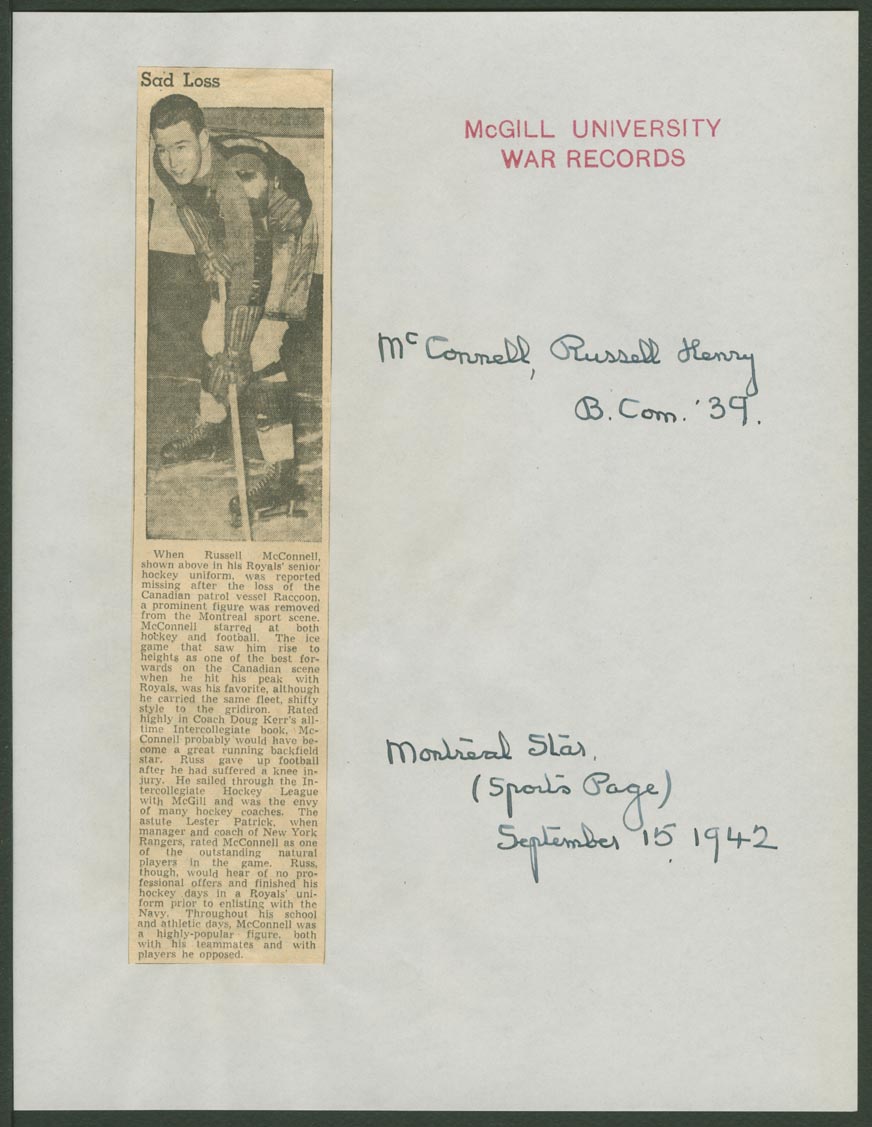 Sad Loss
When Russell McConnell,
shown above in his Royals' senior
hockey uniform, was reported
missing after the loss of the
Canadian patrol vessel Raccoon,
a prominent figure was removed
from the Montreal sport scene.
McConnell starred at both
hockey and football. The ice
game that saw him rise to
heights as one of the best for-
wards on the Canadian scene
when he hit his peak with
Royals, was his favorite, although
he carried the same fleet, shifty
style to the gridiron. Rated
highly in Coach Doug Kerr's all-
time Intercollegiate book, Mc-
Connell probably would have be-
come a great running backfield
star. Russ gave up football
after he had suffered a knee in-
jury. He sailed through the In-
tercollegiate Hockey League
with McGill and was the envy
of many hockey coaches. The
astute Lester Patrick, when
manager and coach of New York
Rangers, rated McConnell as one
of the outstanding natural
players in the game. Russ,
though, would hear of no pro-
fessional offers and finished his
hockey days in a Royals' uni-
form prior to enlisting with the
Navy. Throughout his school
and athletic days, McConnell was
a highly-popular figure, both
with his teammates and with
players he opposed.
McGILL UNIVERSITY
WAR RECORDS
McConnell, Russell Henry
B. Com. '39.
Montreal Star,
(Sports Page)
September 15, 1942